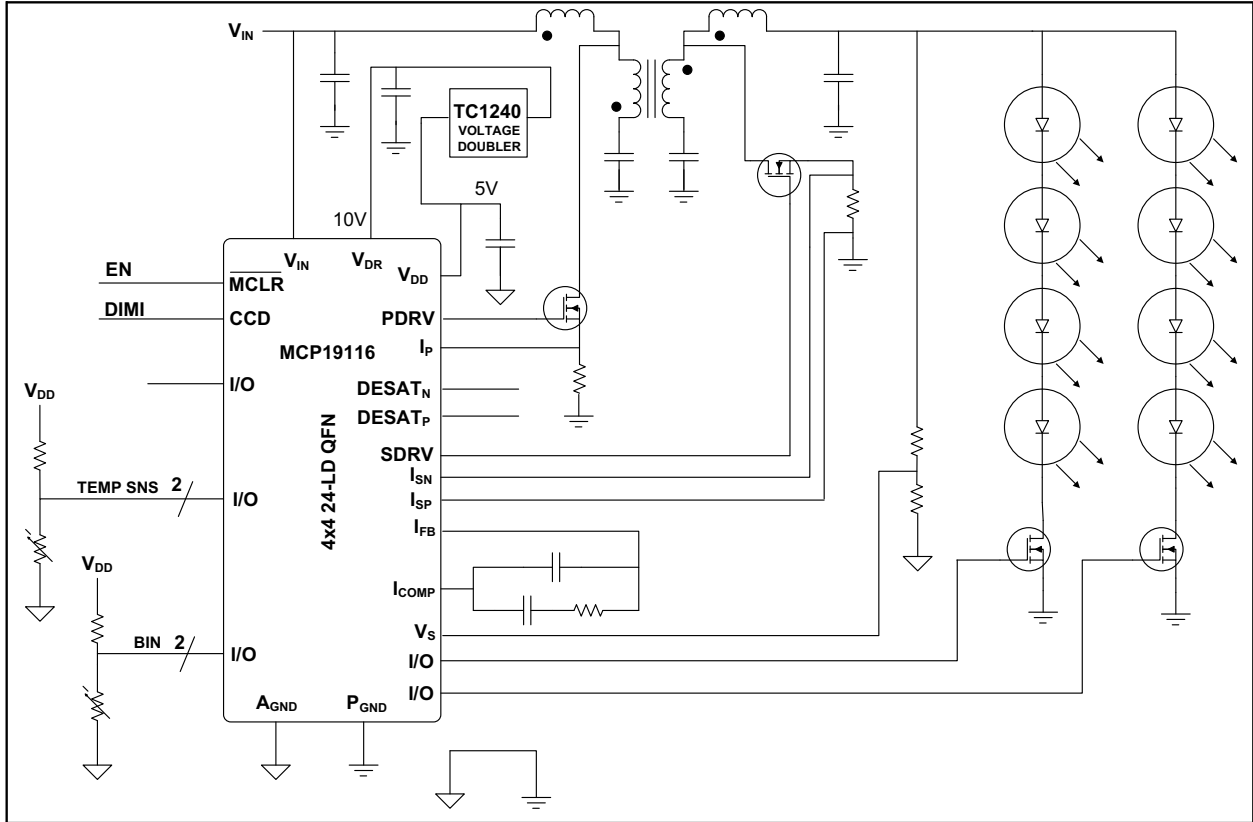 VIN
TC1240
VOLTAGE
DOUBLER
5V
10V
VIN
VDR
VDD
EN
MCLR
DIMI
CCD
PDRV
MCP19116
IP
I/O
VDD
DESATN
DESATP
4x4 24-LD QFN
SDRV
ISN
TEMP SNS 2
I/O
ISP
IFB
VDD
ICOMP
BIN 2
I/O
VS
I/O
I/O
AGND
PGND